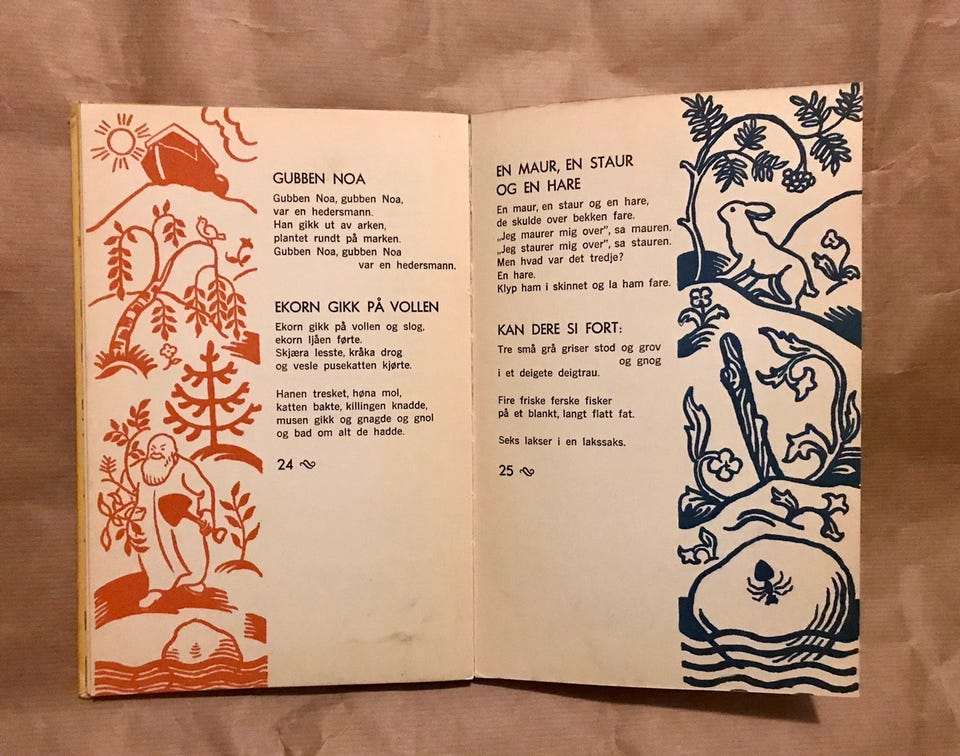 GUBBEN NOA
Gubben Noa, gubben Noa,
var en hedersmann.
Han gikk ut av arken,
plantet rundt på marken.
Gubben Noa, gubben Noa
var en hedersmann.
EKORN GIKK PÅ VOLLEN
Ekorn gikk på vollen og slog,
ekorn ljåen førte.
Skjæra lesste, kråka drog
og vesle pusekatten kjørte.
Hanen tresket, høna mol,
katten bakte, killingen knadde,
musen gikk og gnagde og gnol
og bad om alt de hadde.
24
EN MAUR, EN STAUR
OG EN HARE
En maur, en staur og en hare,
de skulde over bekken fare.
„Jeg maurer mig over”, sa mauren.
„Jeg staurer mig over”, sa stauren.
Men hvad var det tredje?
En hare.
Klyp ham i skinnet og la ham fare.
KAN DERE SI FORT:
Tre små grå griser stod og grov
og gnog
i et deigete deigtrau.
Fire friske ferske fisker
på et blankt, langt flatt fat.
Seks lakser i en lakssaks.
25